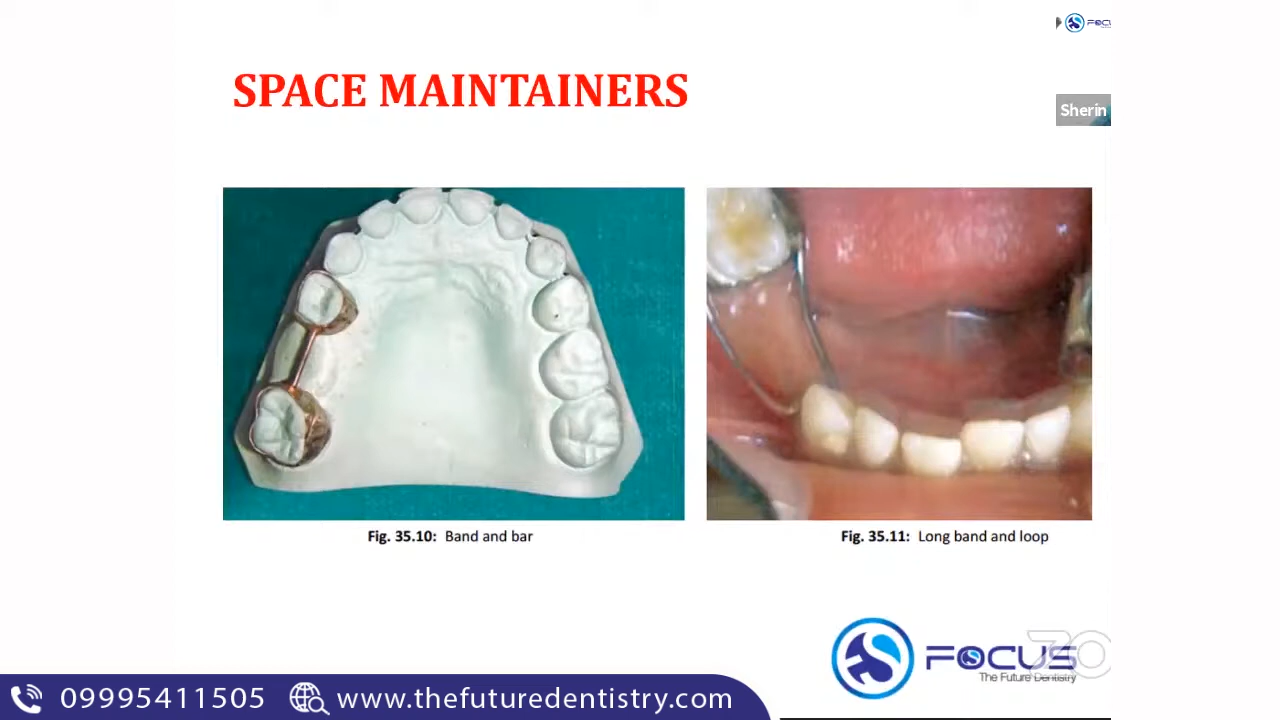 SPACE MAINTAINERS
Sherin
Fig. 35.10: Band and bar
Fig. 35.11: Long band and loop
FOCUS
The Future Dentistry
09995411505
www.thefuturedentistry.com